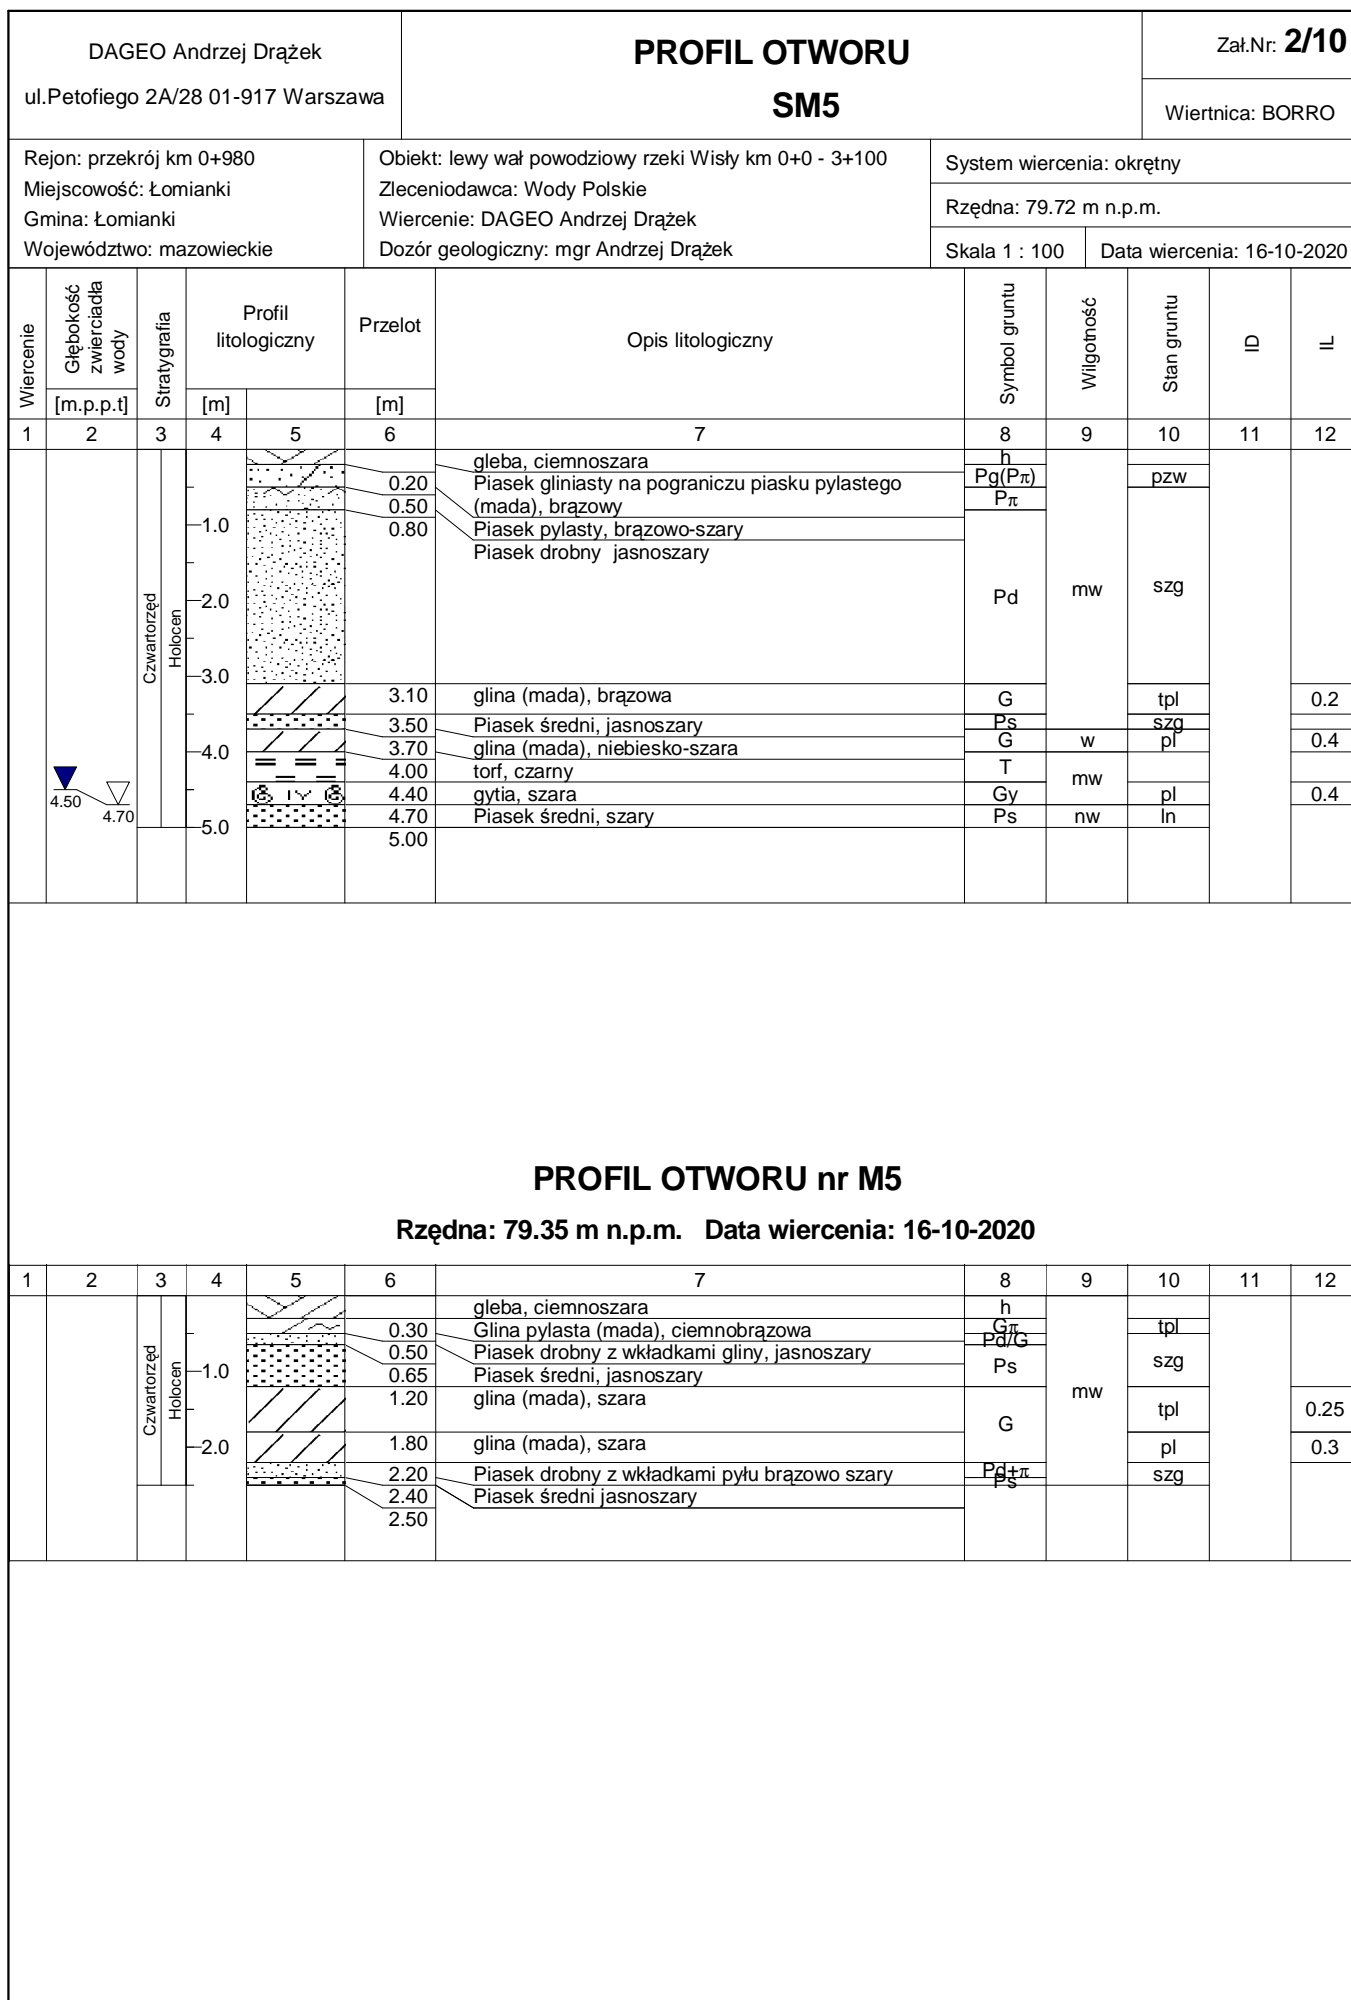 DAGEO Andrzej Drążek
ul.Petofiego 2A/28 01-917 Warszawa
PROFIL OTWORU
SM5
Zał.Nr: 2/10
Wiertnica: BORRO
Rejon: przekrój km 0+980
Miejscowość: Łomianki
Gmina: Łomianki
Województwo: mazowieckie
Obiekt: lewy wał powodziowy rzeki Wisły km 0+0 - 3+100
Zleceniodawca: Wody Polskie
Wiercenie: DAGEO Andrzej Drążek
Dozór geologiczny: mgr Andrzej Drążek
System wiercenia: okrętny
Rzędna: 79.72 m n.p.m.
Skala 1 : 100 Data wiercenia: 16-10-2020
Wiercenie
Głębokość
zwierciadła
wody
[m.p.p.t]
Stratygrafia
Profil
litologiczny
[m]
Przelot
[m]
Opis litologiczny
Symbol gruntu
Wilgotność
Stan gruntu
ID
IL
1 2 3 4 5 6 7 8 9 10 11 12
gleba, ciemnoszara h
0.20 Piasek gliniasty na pograniczu piasku pylastego Pg(Pπ) pzw
0.50 (mada), brązowy Pπ
1.0 0.80 Piasek pylasty, brązowo-szary
Piasek drobny jasnoszary
2.0 Pd mw szg
Czwartorzęd
Holocen
3.0
3.10 glina (mada), brązowa G tpl 0.2
3.50 Piasek średni, jasnoszary Ps szg
4.0 3.70 glina (mada), niebiesko-szara G w pl 0.4
4.00 torf, czarny T mw
4.50 4.40 gytia, szara Gy pl 0.4
4.70 4.70 Piasek średni, szary Ps nw ln
5.0 5.00
PROFIL OTWORU nr M5
Rzędna: 79.35 m n.p.m. Data wiercenia: 16-10-2020
1 2 3 4 5 6 7 8 9 10 11 12
gleba, ciemnoszara h
0.30 Glina pylasta (mada), ciemnobrązowa Gπ tpl
0.50 Piasek drobny z wkładkami gliny, jasnoszary Pd/G
1.0 0.65 Piasek średni, jasnoszary Ps szg
Czwartorzęd
Holocen
1.20 glina (mada), szara G mw tpl 0.25
2.0 1.80 glina (mada), szara pl 0.3
2.20 Piasek drobny z wkładkami pyłu brązowo szary Pd+π szg
2.40 Piasek średni jasnoszary Ps
2.50